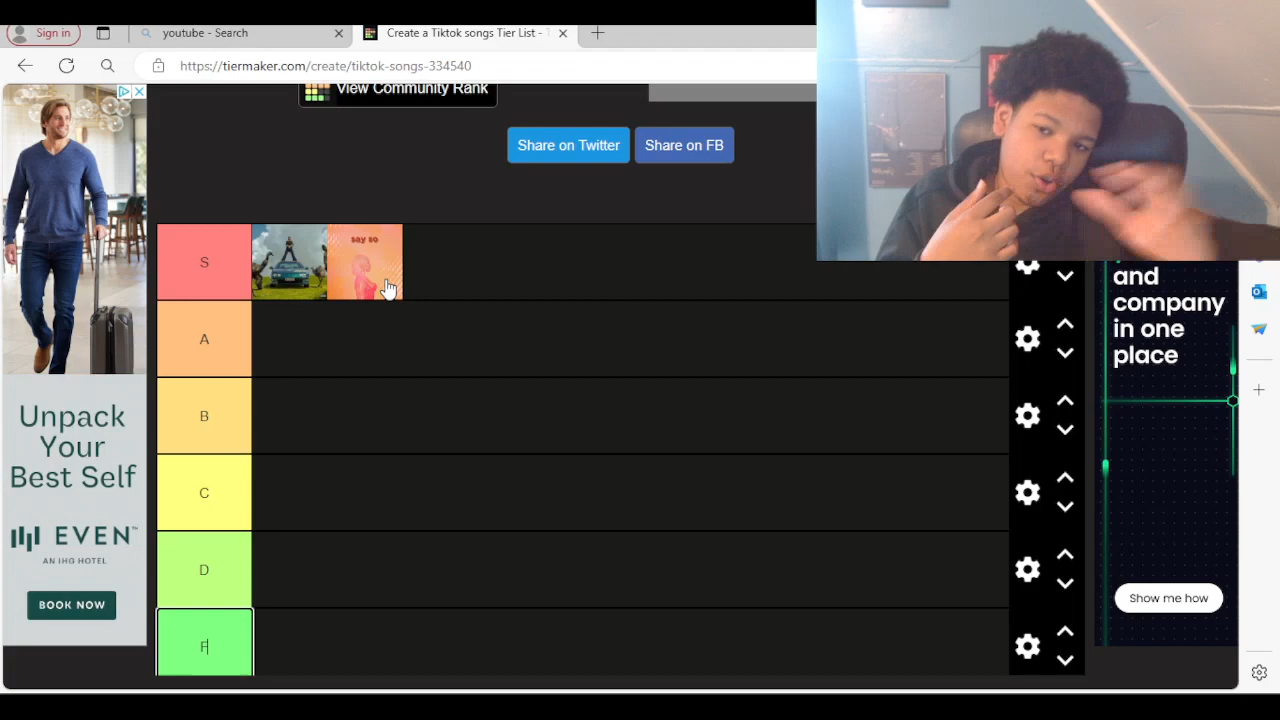 Sign in
youtube - Search
Create a Tiktok songs Tier List -
https://tiermaker.com/create/tiktok-songs-334540
View Community Rank
Share on Twitter
Share on FB
S
say so
A
B
C
D
F
Unpack
Your
Best Self
EVEN
AN IHG HOTEL
BOOK NOW
and
company
in one
place
Show me how